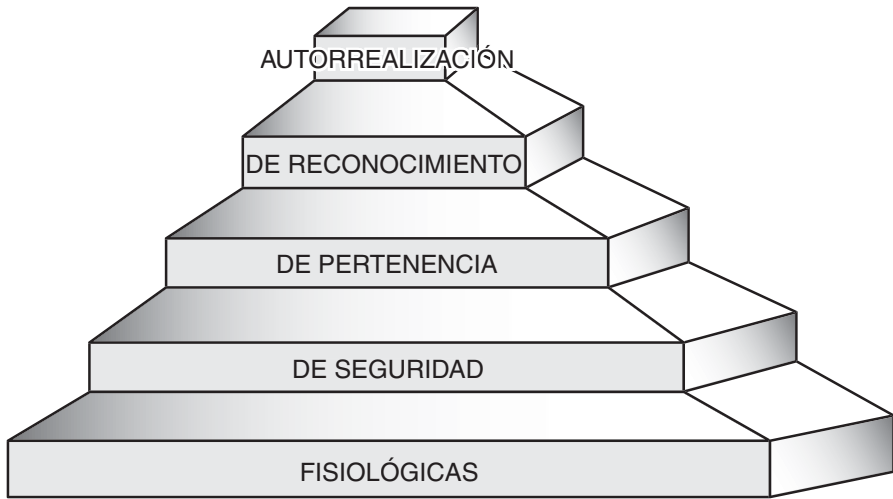 AUTORREALIZACIÓN
DE RECONOCIMIENTO
DE PERTENENCIA
DE SEGURIDAD
FISIOLÓGICAS